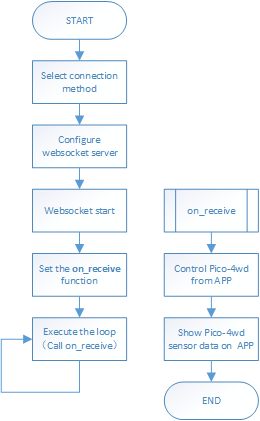 START
Select connection
method
Configure
websocket server
Websocket start
Set the on_receive
function
Execute the loop
（Call on_receive）
on_receive
Control Pico-4wd
from APP
Show Pico-4wd
sensor data on APP
END